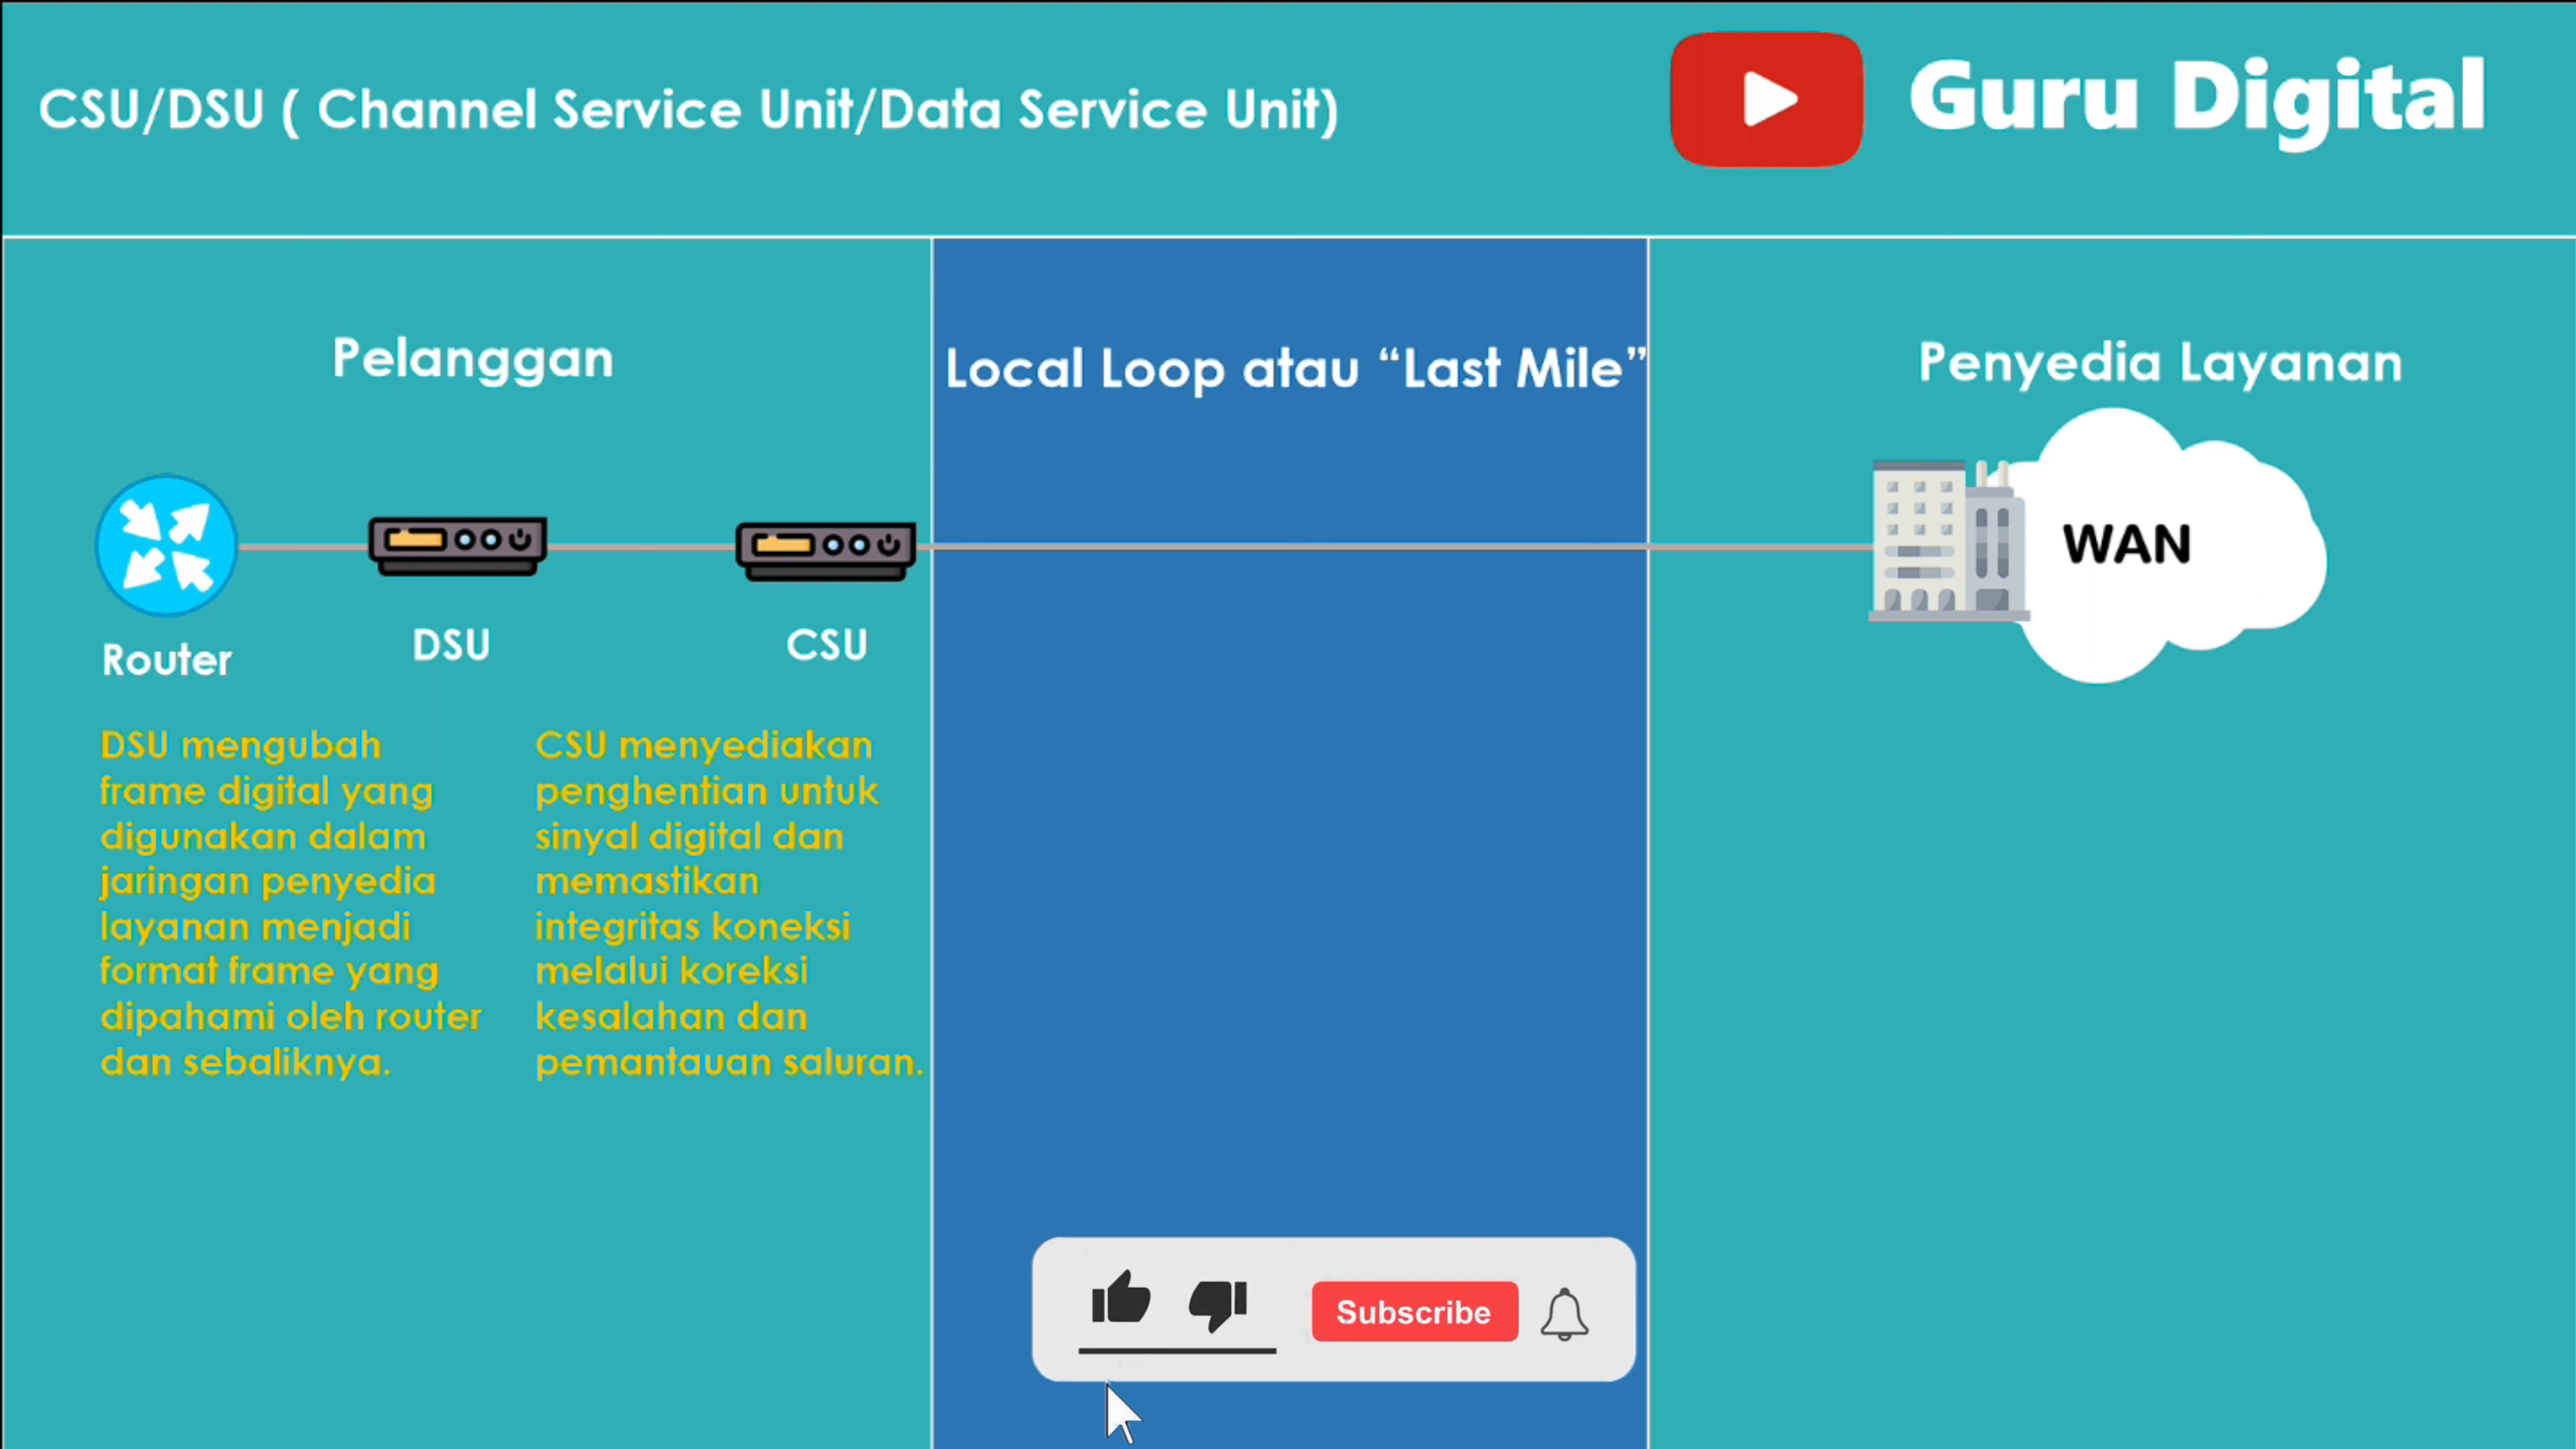 CSU/DSU ( Channel Service Unit/Data Service Unit)
Guru Digital
Pelanggan
Local Loop atau “Last Mile”
Penyedia Layanan
WAN
Router
DSU
CSU
DSU mengubah
frame digital yang
digunakan dalam
jaringan penyedia
layanan menjadi
format frame yang
dipahami oleh router
dan sebaliknya.
CSU menyediakan
penghentian untuk
sinyal digital dan
memastikan
integritas koneksi
melalui koreksi
kesalahan dan
pemantauan saluran.
Subscribe